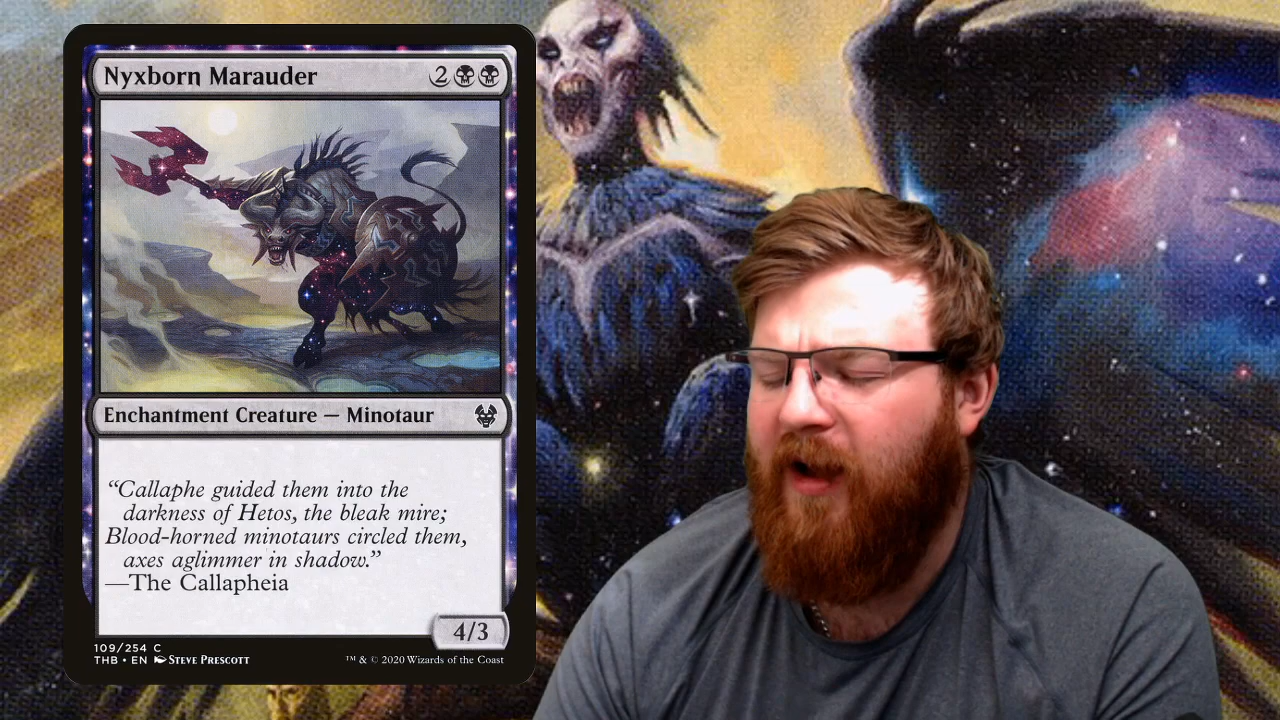 Nyxborn Marauder 2
Enchantment Creature — Minotaur
“Callaphe guided them into the
darkness of Hetos, the bleak mire;
Blood-horned minotaurs circled them,
axes aglimmer in shadow.”
—The Callapheia
4/3
109/254 C
THB • EN Steve Prescott ™ & © 2020 Wizards of the Coast